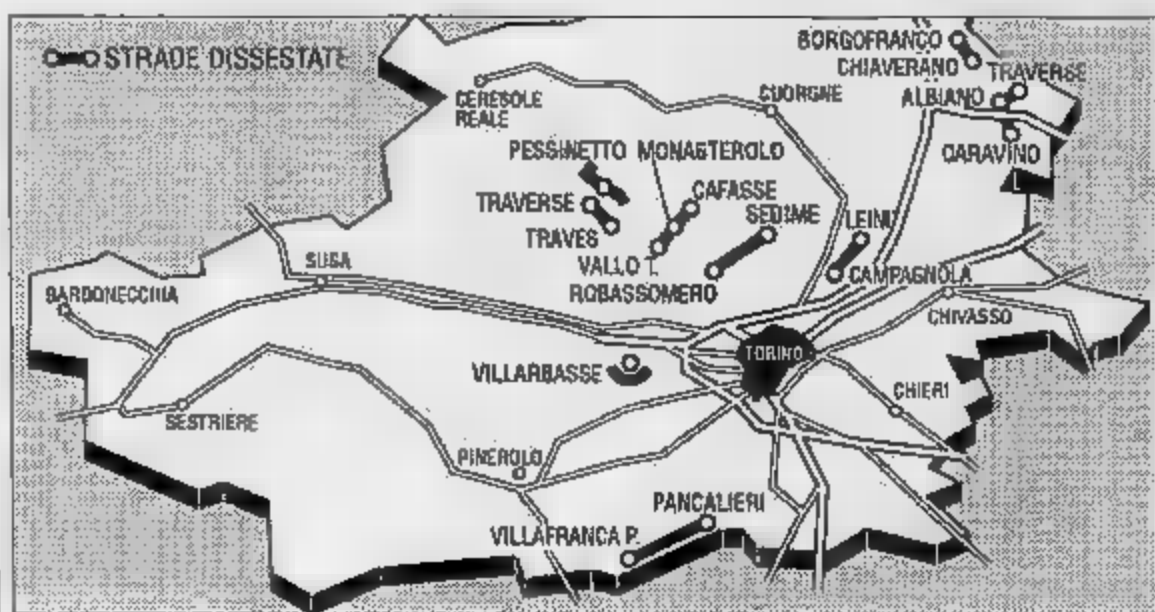 STRADE DISSESTATE
BORGOFRANCO
CHIAVERANO
TRAVERSE
ALBIANO
CERESOLE
REALE
CUORGNE
CARAVINO
PESSINETTO MONASTEROLO
CAFASSE
TRAVERSE
SEDIME
LEINI
TRAVES
VALLO T.
ROBASSOMERO
CAMPAGNOLA
SUSA
BARDONECCHIA
CHIVASSO
TORINO
VILLARBASSE
CHIERI
SESTRIERE
PINEROLO
PANCALIERI
VILLAFRANCA P.